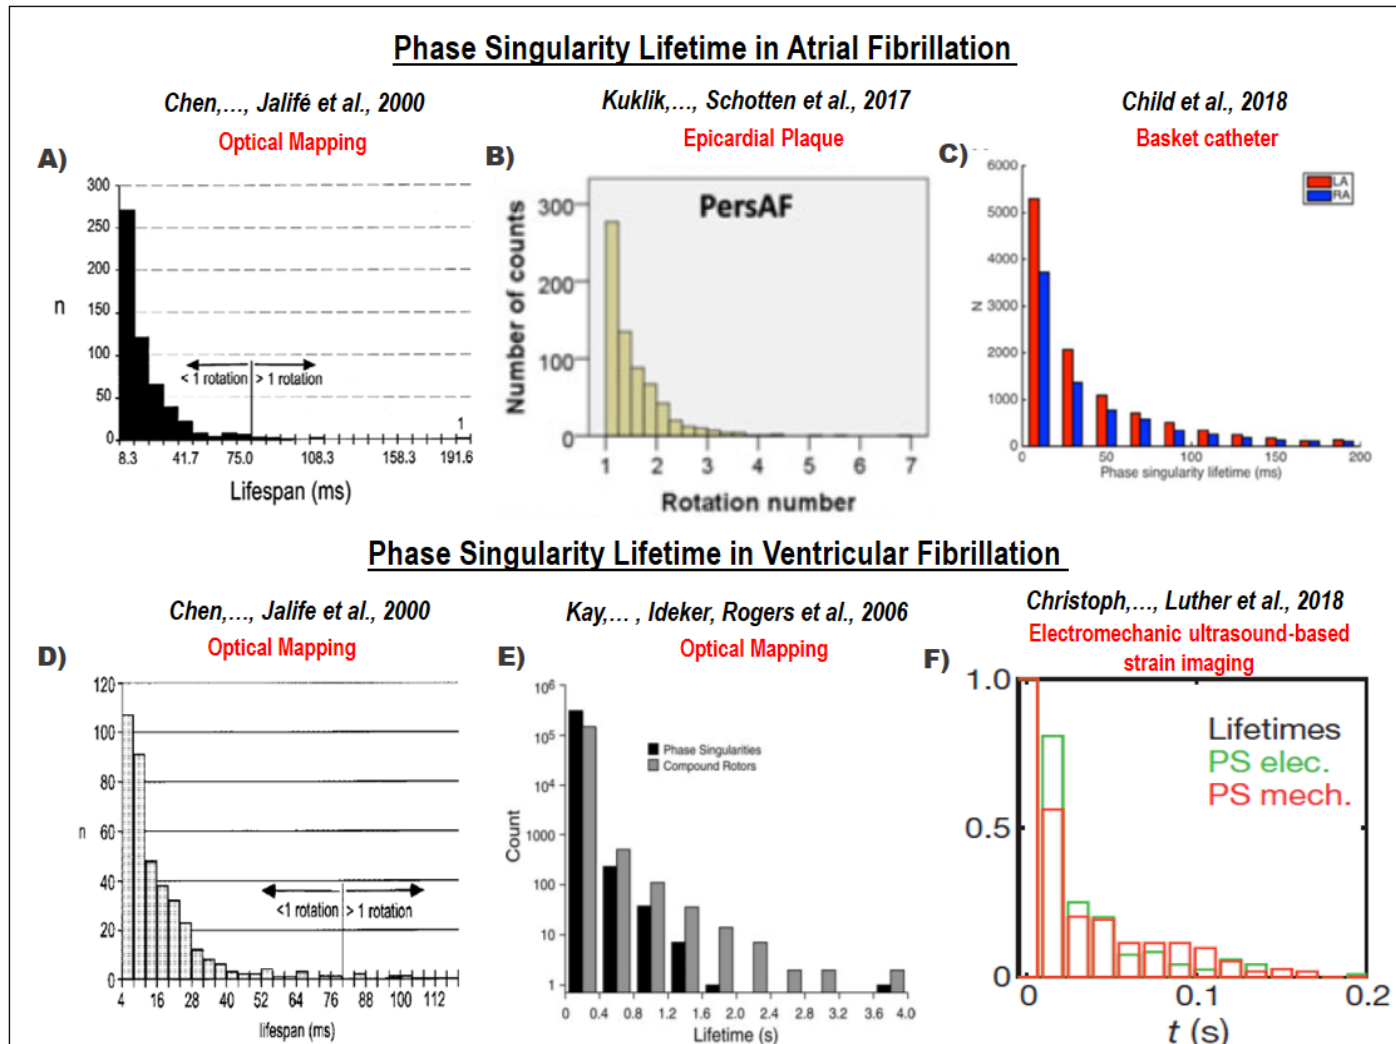 Phase Singularity Lifetime in Atrial Fibrillation
Chen,..., Jalifé et al., 2000
Optical Mapping
A)
300
250
200
150
100
50
0
n
< 1 rotation
> 1 rotation
1
8.3 41.7 75.0 108.3 158.3 191.6
Lifespan (ms)
Kuklik,..., Schotten et al., 2017
Epicardial Plaque
B)
PersAF
300
200
100
0
Number of counts
1 2 3 4 5 6 7
Rotation number
Child et al., 2018
Basket catheter
C)
6000
5000
4000
3000
2000
1000
0
N
LA
RA
0 50 100 150 200
Phase singularity lifetime (ms)
Phase Singularity Lifetime in Ventricular Fibrillation
Chen,..., Jalife et al., 2000
Optical Mapping
D)
120
100
80
60
40
20
0
n
<1 rotation
> 1 rotation
4 16 28 40 52 64 76 88 100 112
lifespan (ms)
Kay,... , Ideker, Rogers et al., 2006
Optical Mapping
E)
10⁶
10⁵
10⁴
1000
100
10
1
Count
Phase Singularities
Compound Rotors
0 0.4 0.8 1.2 1.6 2.0 2.4 2.8 3.2 3.6 4.0
Lifetime (s)
Christoph,..., Luther et al., 2018
Electromechanic ultrasound-based
strain imaging
F)
1.0
0.5
0
Lifetimes
PS elec.
PS mech.
0 0.1 0.2
t (s)